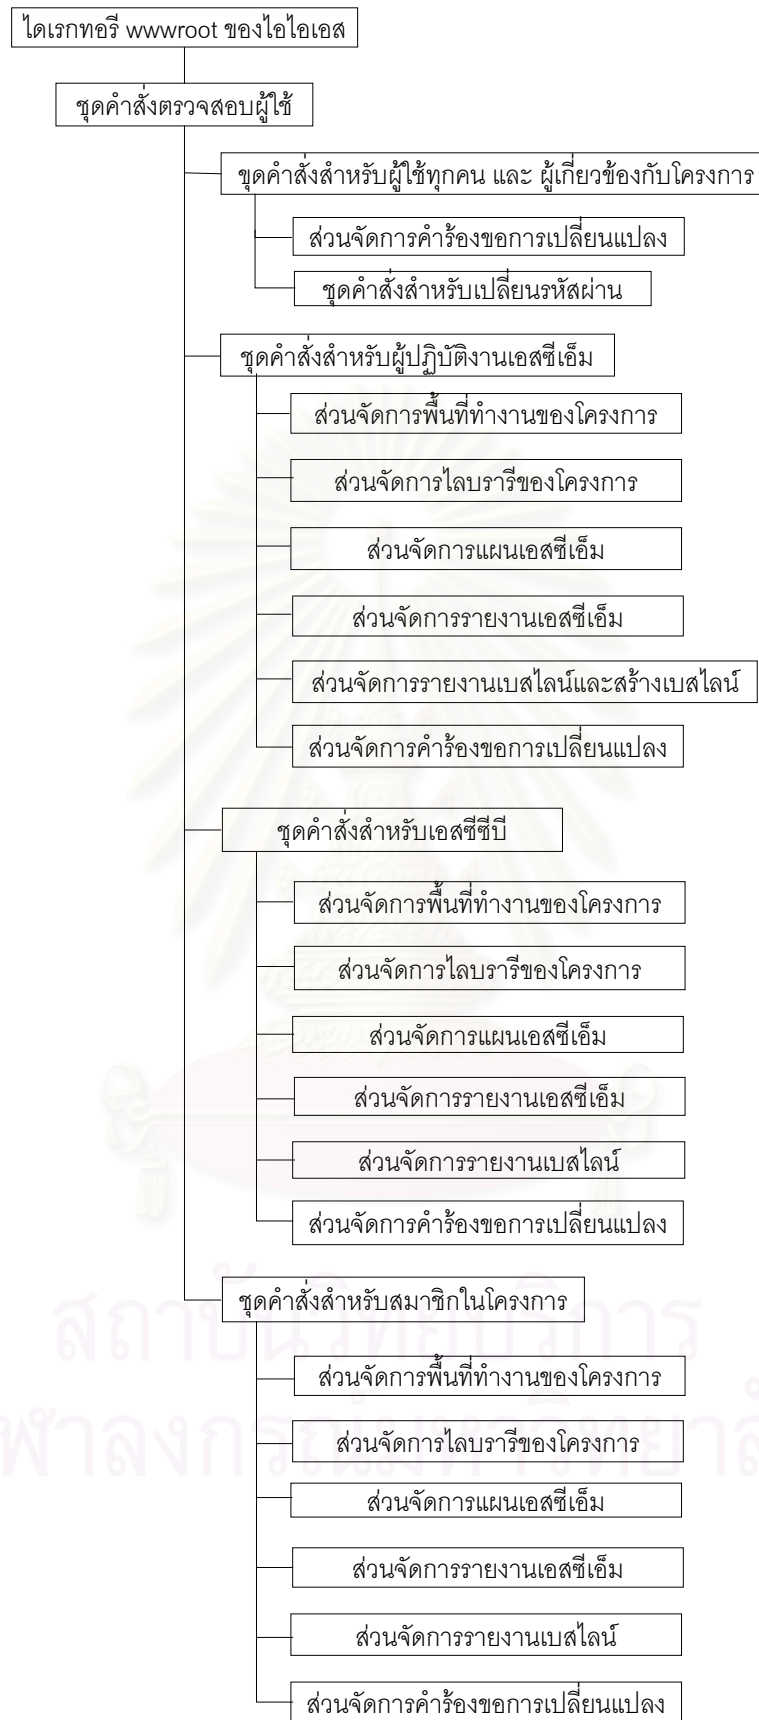 ไดเรกทอรี wwwroot ของไอไอเอส
ชุดคำสั่งตรวจสอบผู้ใช้
ชุดคำสั่งสำหรับผู้ใช้ทุกคน และ ผู้เกี่ยวข้องกับโครงการ
ส่วนจัดการคำร้องขอการเปลี่ยนแปลง
ชุดคำสั่งสำหรับเปลี่ยนรหัสผ่าน
ชุดคำสั่งสำหรับผู้ปฏิบัติงานเอสซีเอ็ม
ส่วนจัดการพื้นที่ทำงานของโครงการ
ส่วนจัดการไลบรารีของโครงการ
ส่วนจัดการแผนเอสซีเอ็ม
ส่วนจัดการรายงานเอสซีเอ็ม
ส่วนจัดการรายงานเบสไลน์และสร้างเบสไลน์
ส่วนจัดการคำร้องขอการเปลี่ยนแปลง
ชุดคำสั่งสำหรับเอสซีซีบี
ส่วนจัดการพื้นที่ทำงานของโครงการ
ส่วนจัดการไลบรารีของโครงการ
ส่วนจัดการแผนเอสซีเอ็ม
ส่วนจัดการรายงานเอสซีเอ็ม
ส่วนจัดการรายงานเบสไลน์
ส่วนจัดการคำร้องขอการเปลี่ยนแปลง
ชุดคำสั่งสำหรับสมาชิกในโครงการ
สถาบันวิทยบริการ
ส่วนจัดการพื้นที่ทำงานของโครงการ
ฬาลงกรณ์มหาวิทยาลั
ส่วนจัดการไลบรารีของโครงการ
ส่วนจัดการแผนเอสซีเอ็ม
ส่วนจัดการรายงานเอสซีเอ็ม
ส่วนจัดการรายงานเบสไลน์
ส่วนจัดการคำร้องขอการเปลี่ยนแปลง